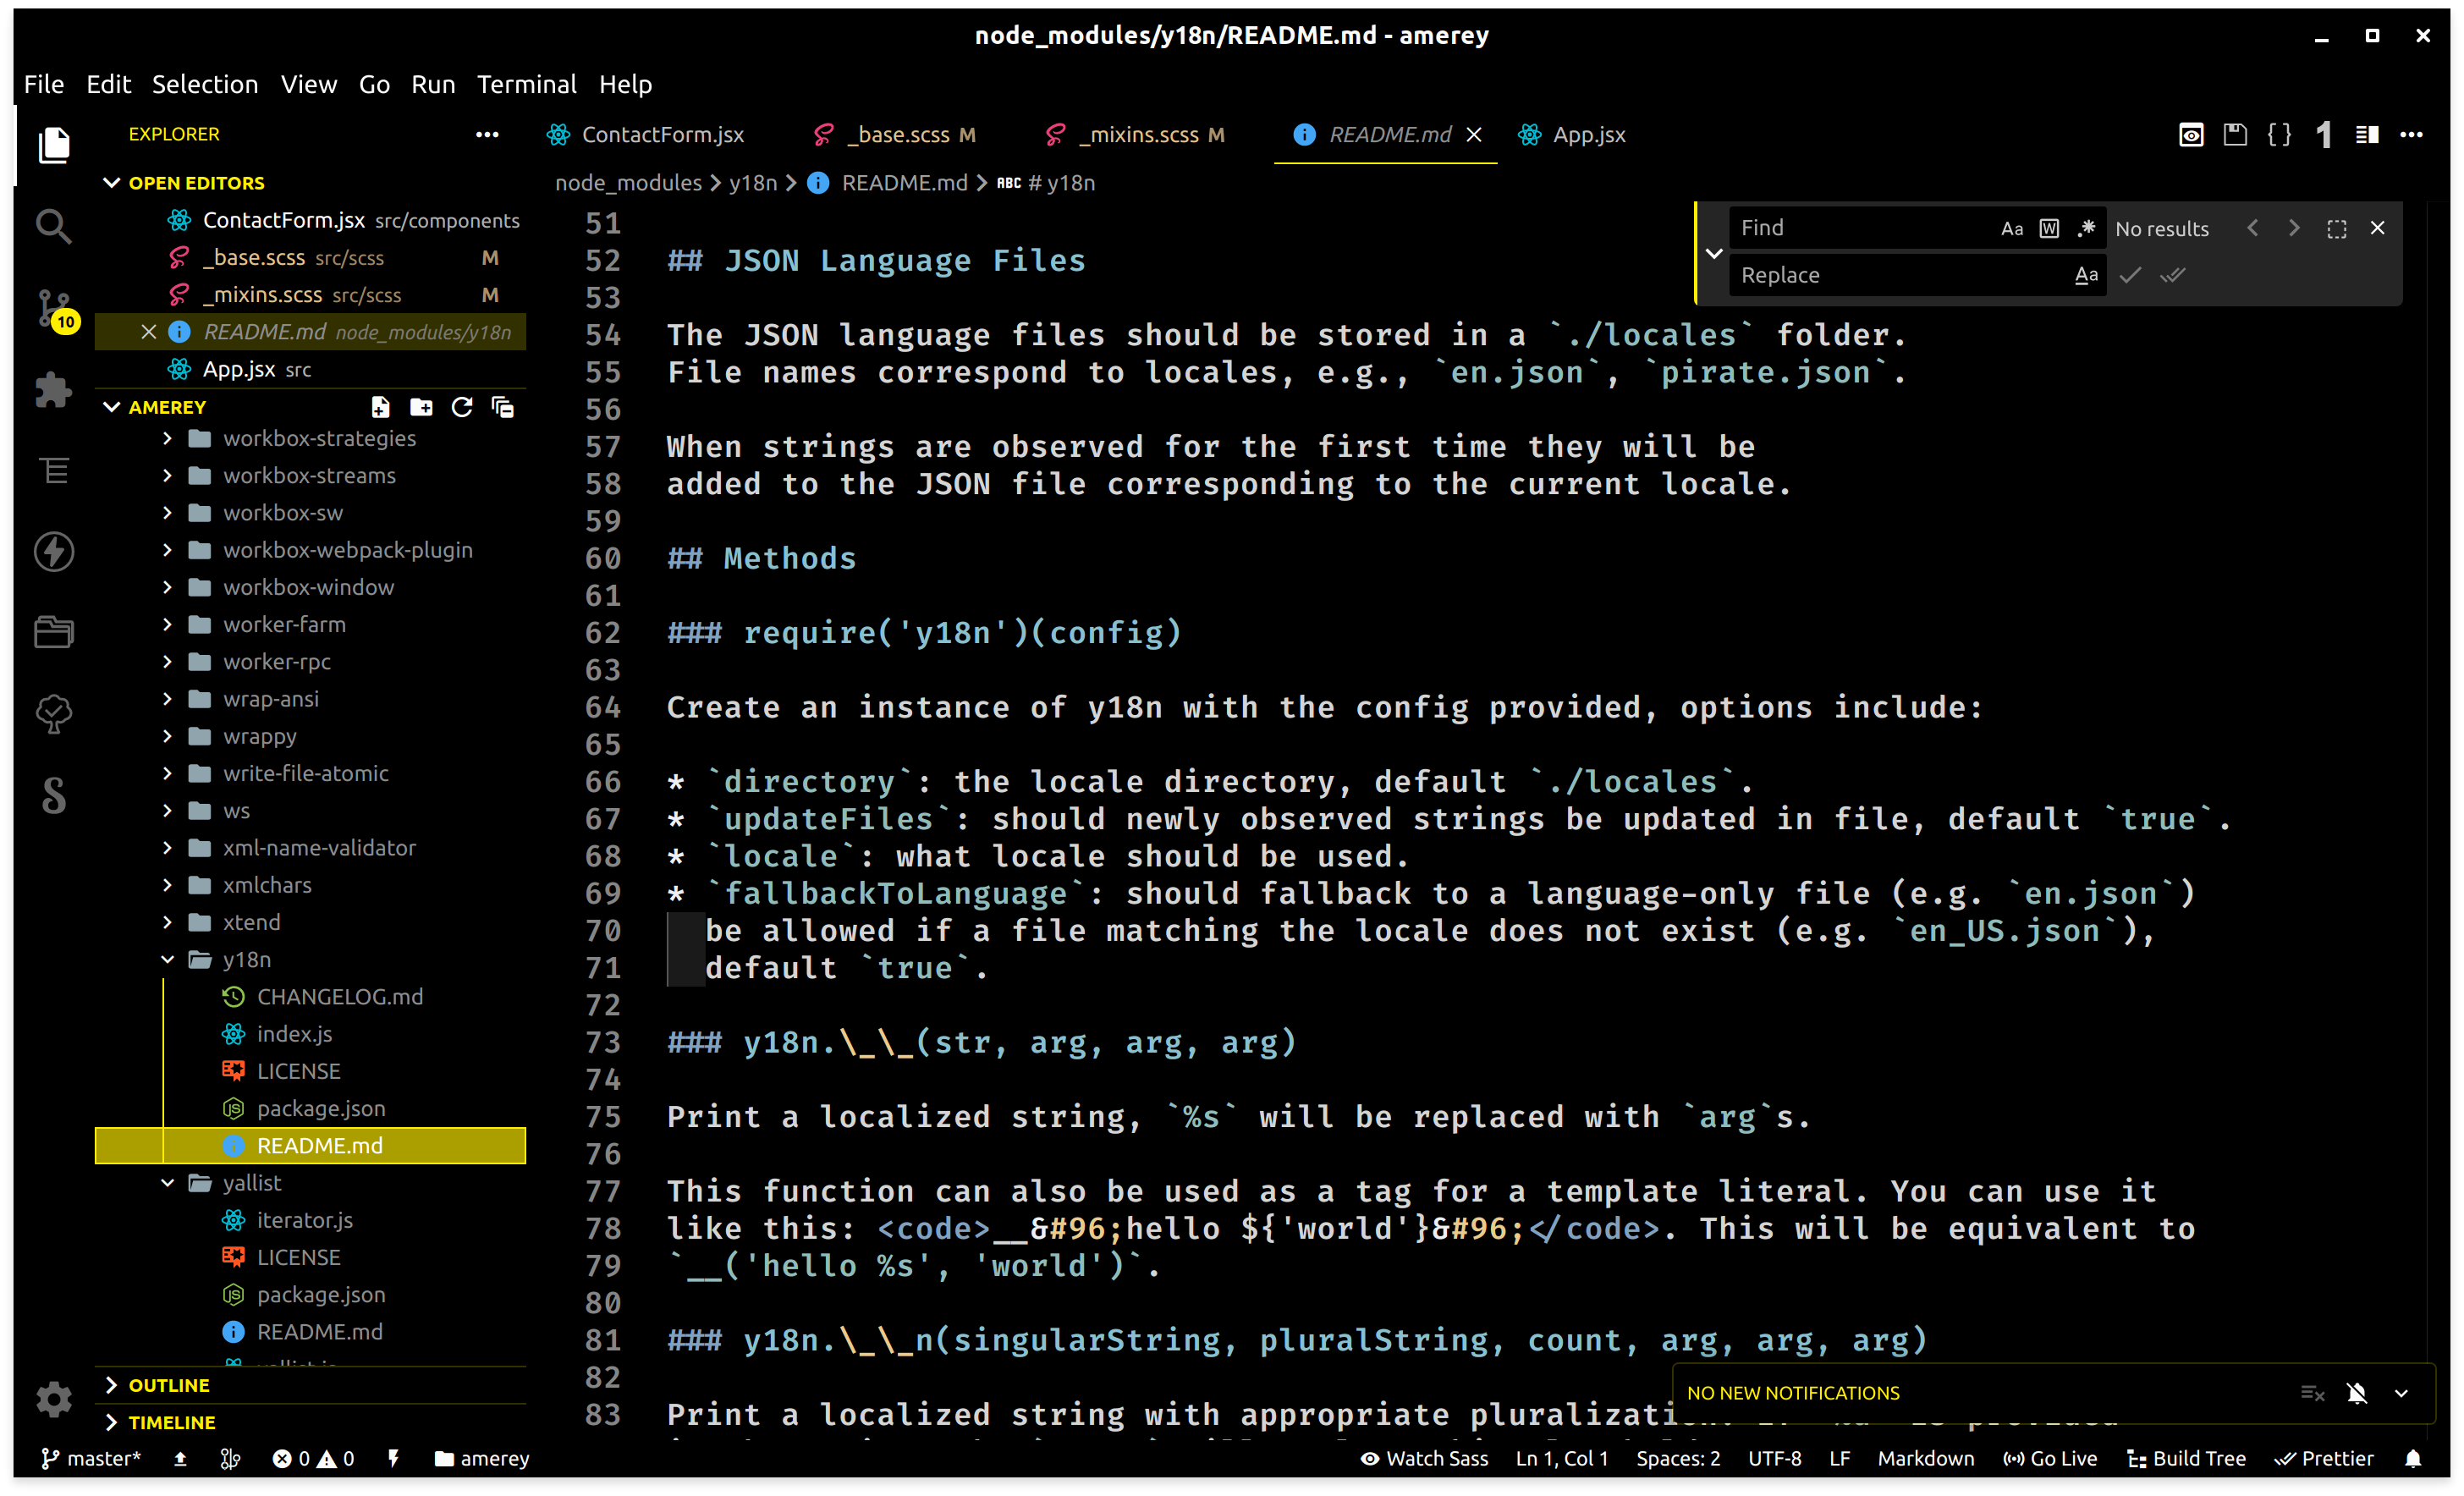 node_modules/y18n/README.md - amerey
File Edit Selection View Go Run Terminal Help
EXPLORER
OPEN EDITORS
ContactForm.jsx src/components
_base.scss src/scss M
_mixins.scss src/scss M
README.md node_modules/y18n
App.jsx src
AMEREY
workbox-strategies
workbox-streams
workbox-sw
workbox-webpack-plugin
workbox-window
worker-farm
worker-rpc
wrap-ansi
wrappy
write-file-atomic
ws
xml-name-validator
xmlchars
xtend
y18n
CHANGELOG.md
index.js
LICENSE
package.json
README.md
yallist
iterator.js
LICENSE
package.json
README.md
OUTLINE
TIMELINE
10
ContactForm.jsx _base.scss M _mixins.scss M README.md App.jsx
1
node_modules > y18n > README.md > ABC # y18n
Find Aa W .* No results
Replace Aa
51
52 ## JSON Language Files
53
54 The JSON language files should be stored in a `./locales` folder.
55 File names correspond to locales, e.g., `en.json`, `pirate.json`.
56
57 When strings are observed for the first time they will be
58 added to the JSON file corresponding to the current locale.
59
60 ## Methods
61
62 ### require('y18n')(config)
63
64 Create an instance of y18n with the config provided, options include:
65
66 * `directory`: the locale directory, default `./locales`.
67 * `updateFiles`: should newly observed strings be updated in file, default `true`.
68 * `locale`: what locale should be used.
69 * `fallbackToLanguage`: should fallback to a language-only file (e.g. `en.json`)
70 be allowed if a file matching the locale does not exist (e.g. `en_US.json`),
71 default `true`.
72
73 ### y18n.\_\_(str, arg, arg, arg)
74
75 Print a localized string, `%s` will be replaced with `arg`s.
76
77 This function can also be used as a tag for a template literal. You can use it
78 like this: <code>__&#96;hello ${'world'}&#96;</code>. This will be equivalent to
79 `__('hello %s', 'world')`.
80
81 ### y18n.\_\_n(singularString, pluralString, count, arg, arg, arg)
82
83 Print a localized string with appropriate
NO NEW NOTIFICATIONS
master* 0 0 amerey Watch Sass Ln 1, Col 1 Spaces: 2 UTF-8 LF Markdown Go Live Build Tree Prettier